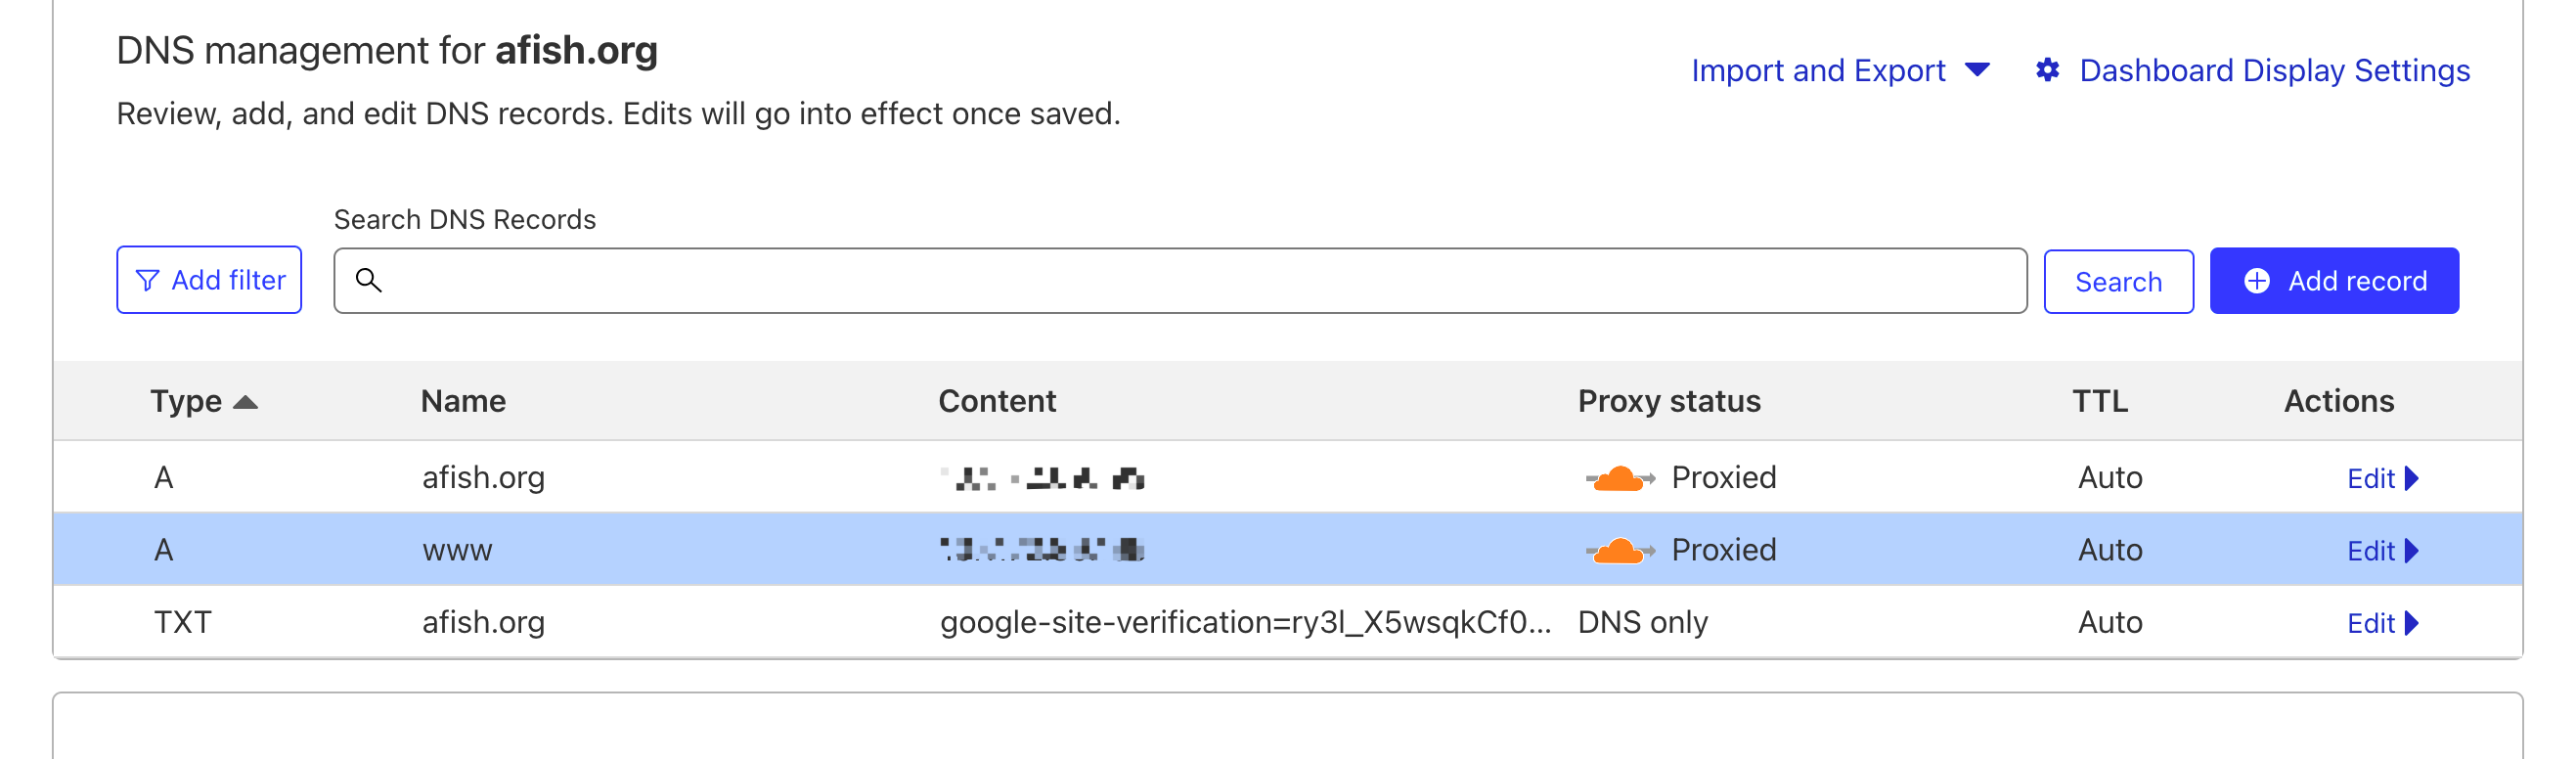 DNS management for afish.org
Import and Export
Dashboard Display Settings
Review, add, and edit DNS records. Edits will go into effect once saved.
Search DNS Records
Add filter
Search
Add record
Type Name Content Proxy status TTL Actions
A afish.org Proxied Auto Edit
A www Proxied Auto Edit
TXT afish.org google-site-verification=ry3l_X5wsqkCf0... DNS only Auto Edit